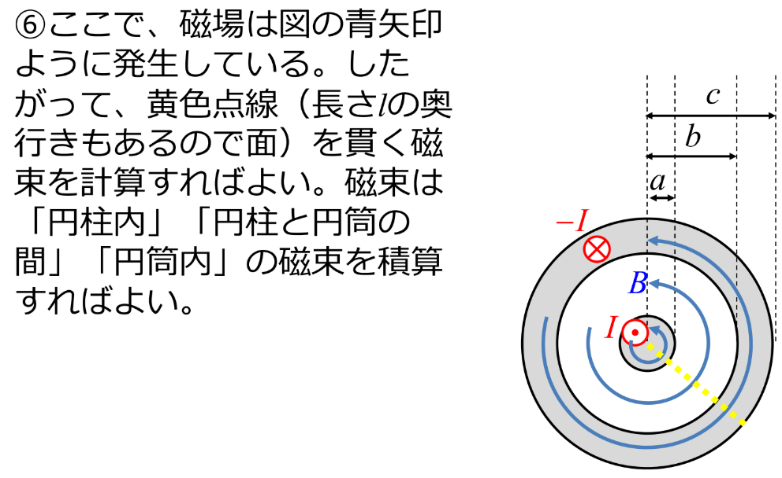 ⑥ここで、磁場は図の青矢印
ように発生している。した
がって、黄色点線（長さlの奥
行きもあるので面）を貫く磁
束を計算すればよい。磁束は
「円柱内」「円柱と円筒の
間」「円筒内」の磁束を積算
すればよい。
c
b
a
−I
B
I